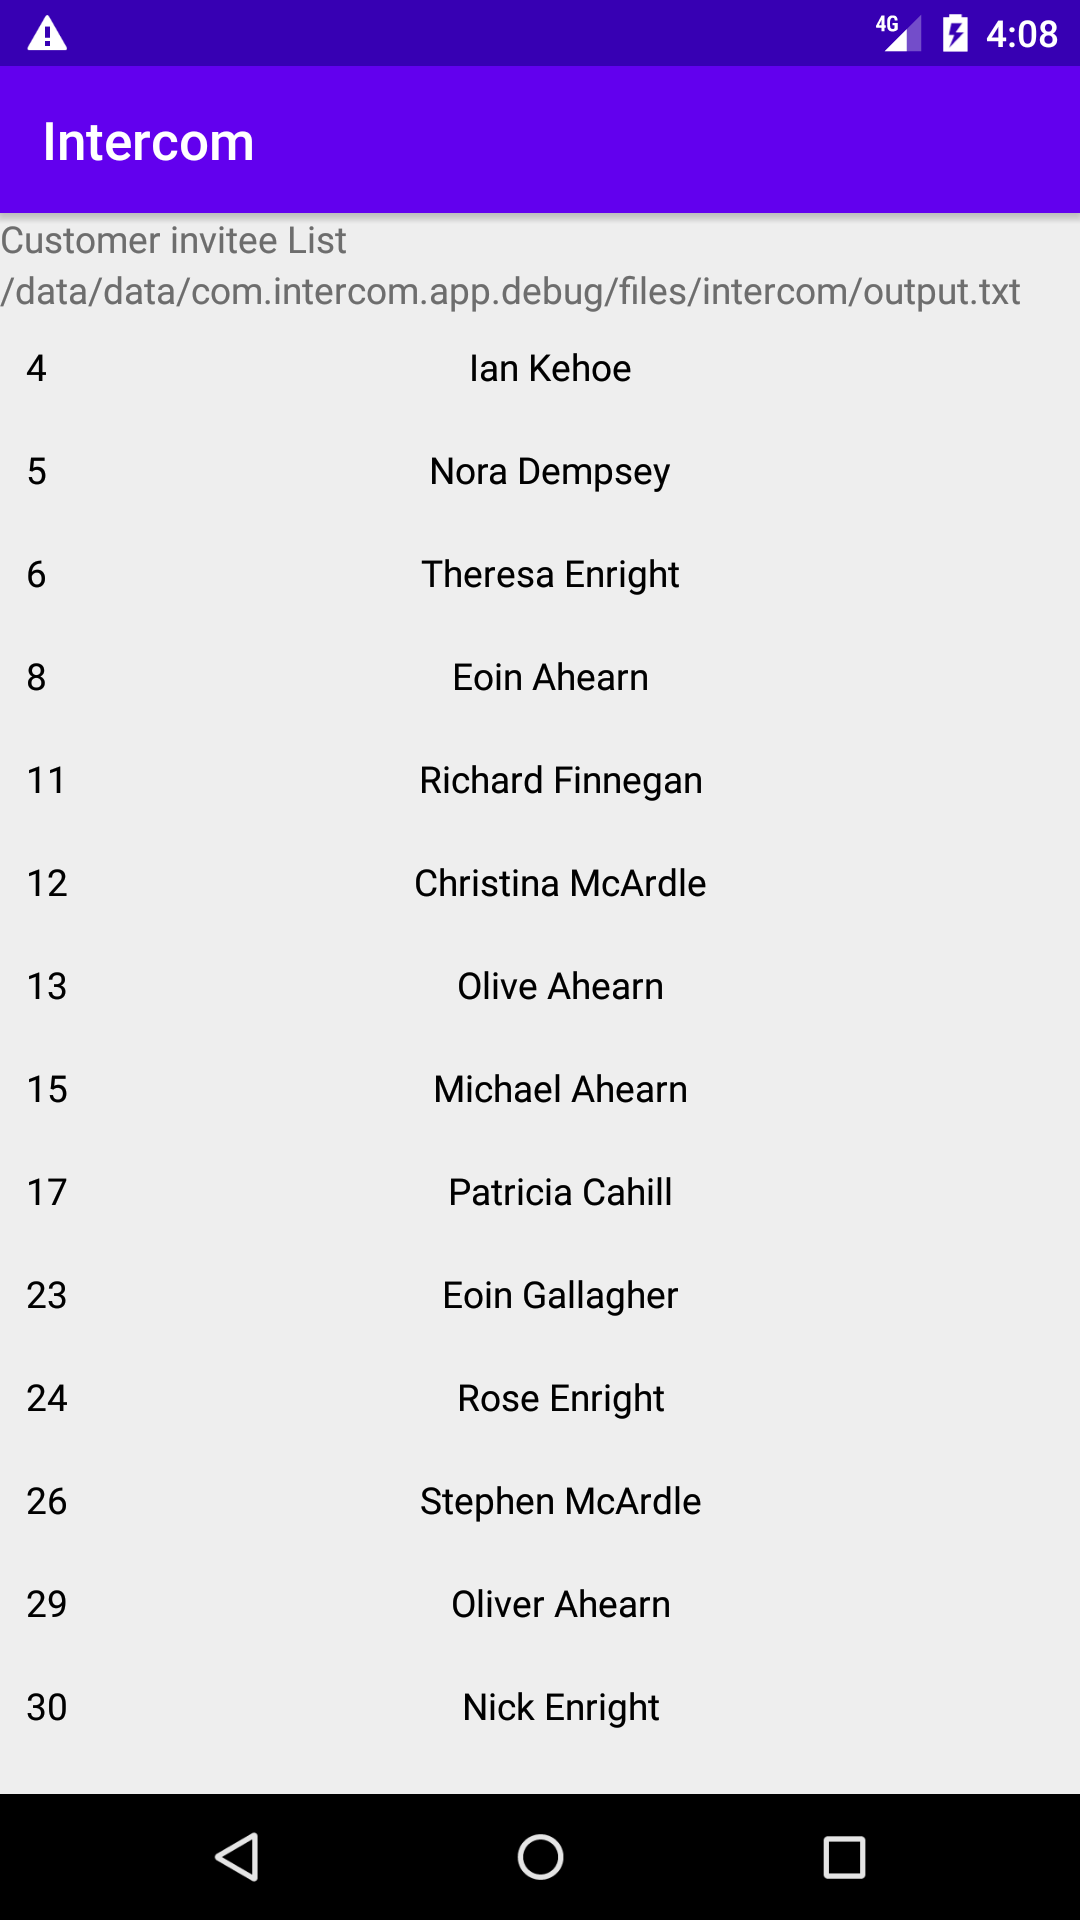 4G 4:08
Intercom
Customer invitee List
/data/data/com.intercom.app.debug/files/intercom/output.txt
4 Ian Kehoe
5 Nora Dempsey
6 Theresa Enright
8 Eoin Ahearn
11 Richard Finnegan
12 Christina McArdle
13 Olive Ahearn
15 Michael Ahearn
17 Patricia Cahill
23 Eoin Gallagher
24 Rose Enright
26 Stephen McArdle
29 Oliver Ahearn
30 Nick Enright